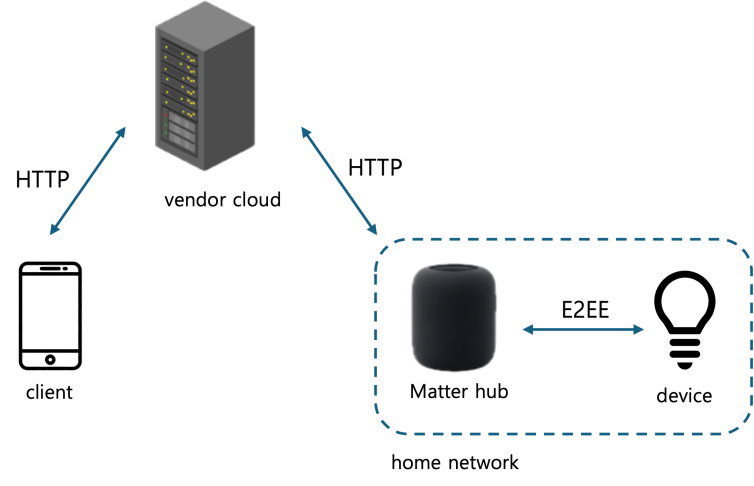 HTTP
HTTP
vendor cloud
E2EE
client
Matter hub
device
home network